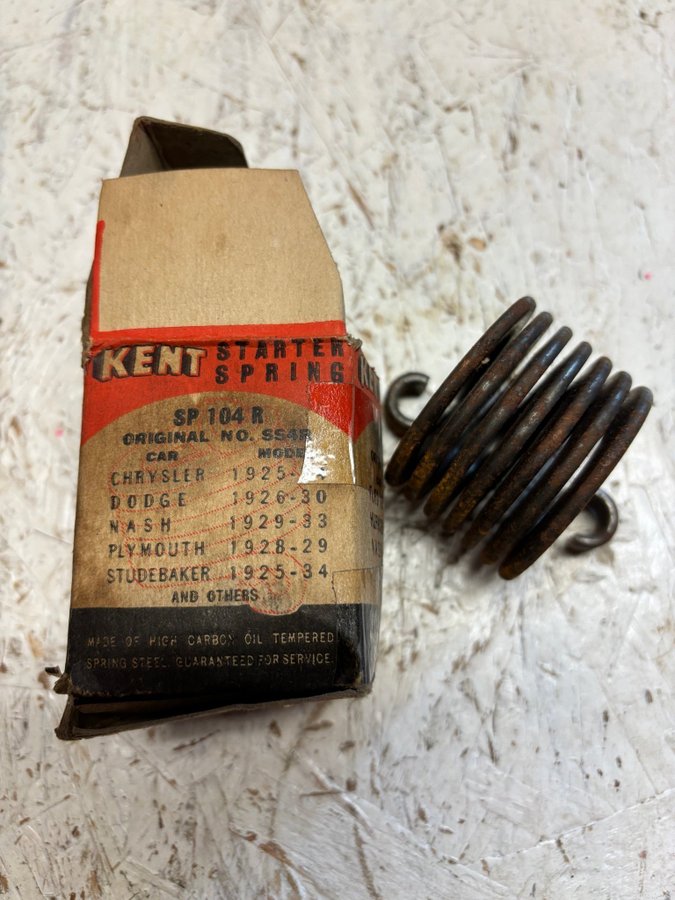 KENT STARTER SPRING
SP 104 R
ORIGINAL NO. SS4R
CAR
CHRYSLER 1925-
DODGE 1926-30
NASH 1929-33
PLYMOUTH 1928-29
STUDEBAKER 1925-34
AND OTHERS
MADE OF HIGH CARBON OIL TEMPERED
SPRING STEEL. GUARANTEED FOR SERVICE.